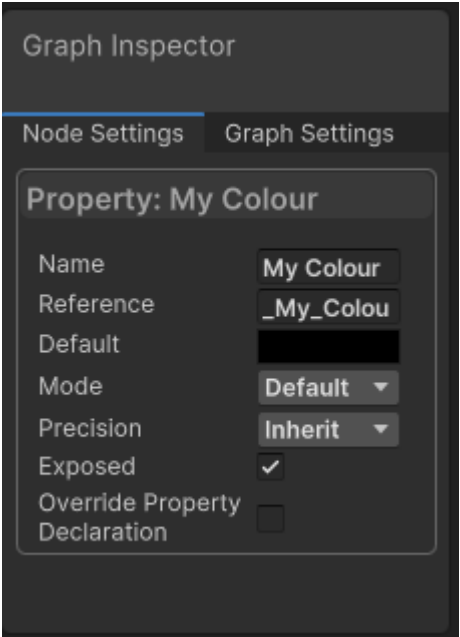 Graph Inspector
Node Settings Graph Settings
Property: My Colour
Name My Colour
Reference _My_Colou
Default
Mode Default
Precision Inherit
Exposed
Override Property
Declaration